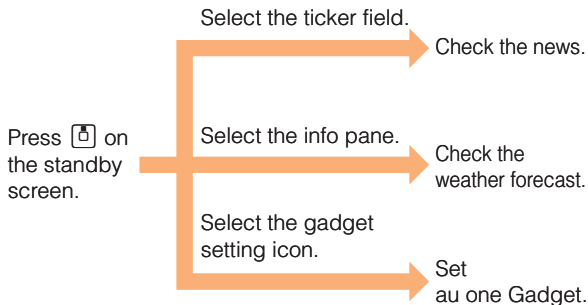 Press on
the standby
screen.
Select the ticker field.
Check the news.
Select the info pane.
Check the
weather forecast.
Select the gadget
setting icon.
Set
au one Gadget.